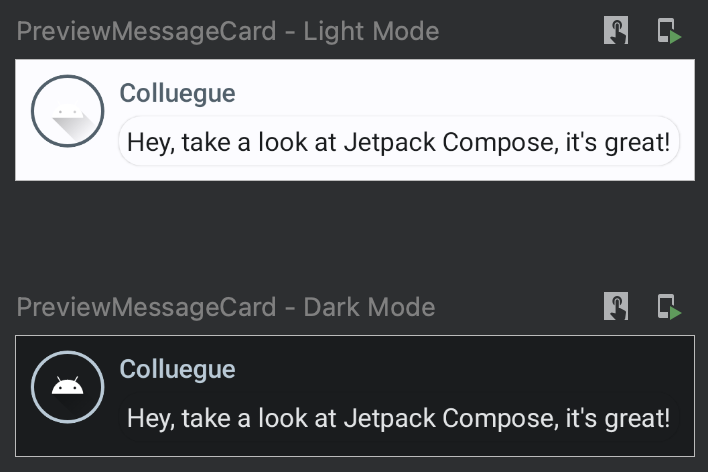 PreviewMessageCard - Light Mode
Colluegue
Hey, take a look at Jetpack Compose, it's great!
PreviewMessageCard - Dark Mode
Colluegue
Hey, take a look at Jetpack Compose, it's great!